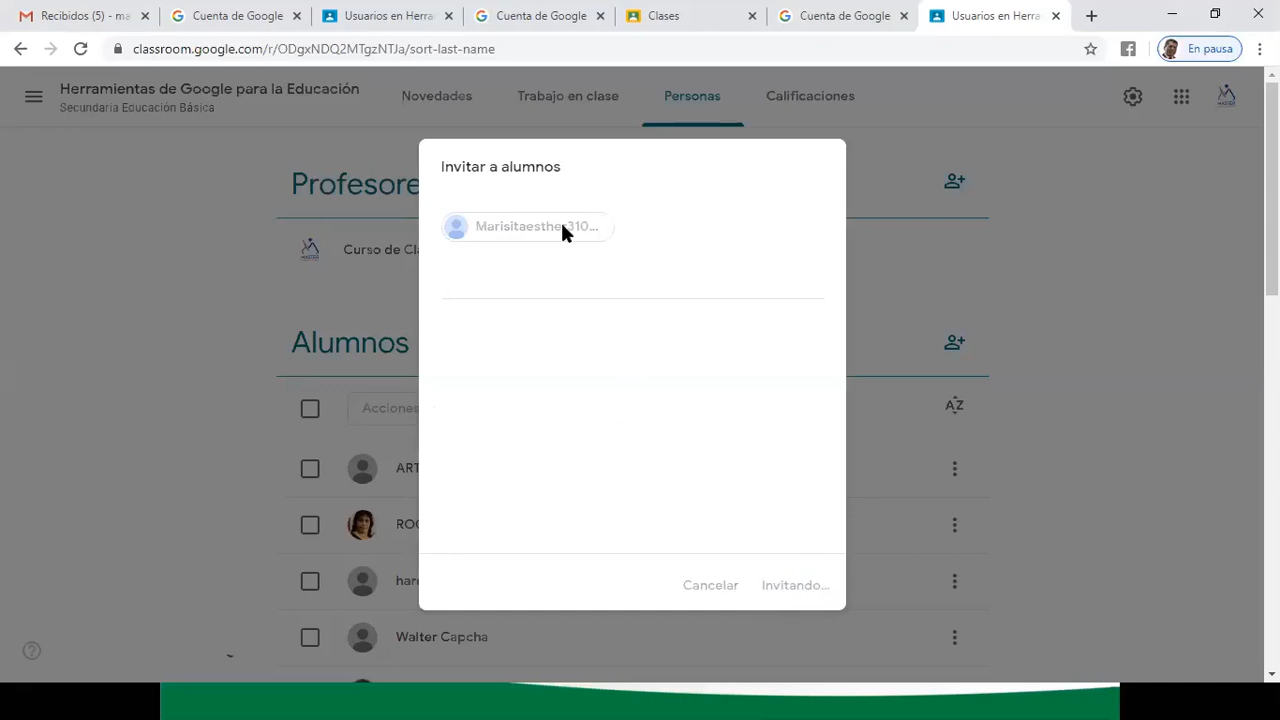 Recibidos (5) - ma
Cuenta de Google
Usuarios en Herra
Cuenta de Google
Clases
Cuenta de Google
Usuarios en Herra
classroom.google.com/r/ODgxNDQ2MTgzNTJa/sort-last-name
En pausa
Herramientas de Google para la Educación
Secundaria Educación Básica
Novedades
Trabajo en clase
Personas
Calificaciones
Invitar a alumnos
Profesore
Marisitaesther310...
Curso de Cl
Alumnos
Acciones
AZ
ART
ROC
hard
Cancelar
Invitando...
Walter Capcha